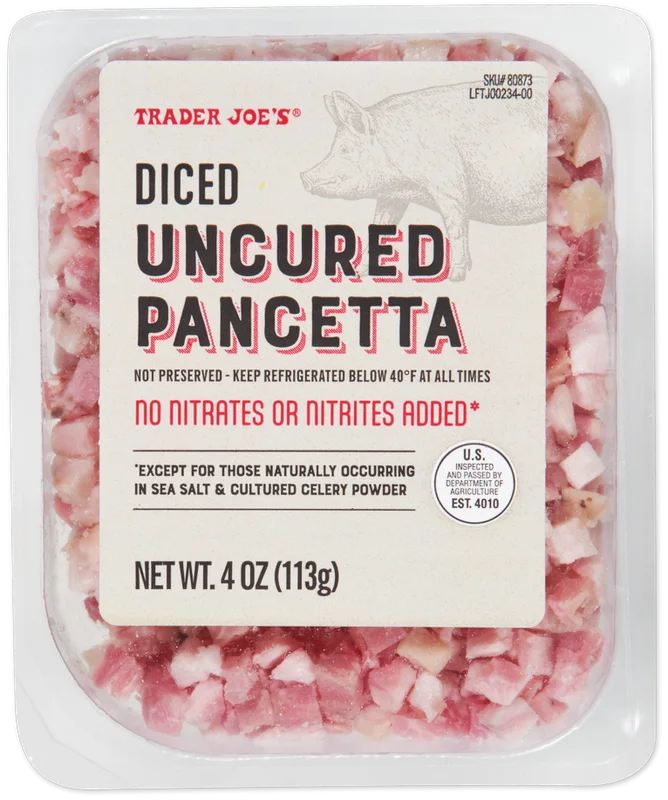 SKU# 80873
LFTJ00234-00
TRADER JOE'S®
DICED
UNCURED
PANCETTA
NOT PRESERVED - KEEP REFRIGERATED BELOW 40°F AT ALL TIMES
NO NITRATES OR NITRITES ADDED*
*EXCEPT FOR THOSE NATURALLY OCCURRING
IN SEA SALT & CULTURED CELERY POWDER
U.S.
INSPECTED
AND PASSED BY
DEPARTMENT OF
AGRICULTURE
EST. 4010
NET WT. 4 OZ (113g)